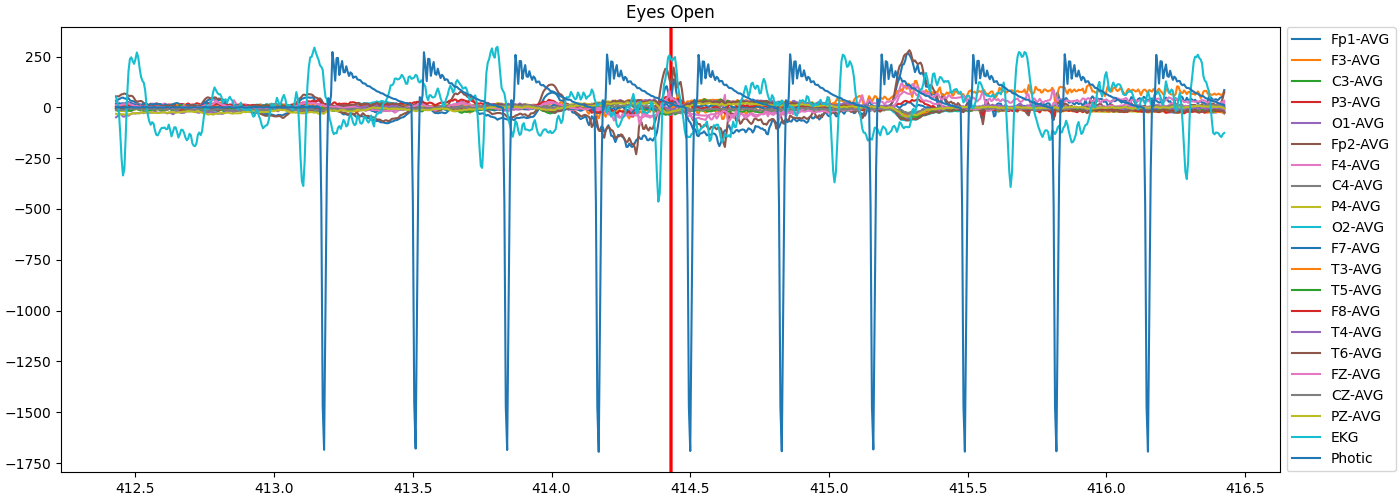 Eyes Open
250
0
−250
−500
−750
−1000
−1250
−1500
−1750
412.5 413.0 413.5 414.0 414.5 415.0 415.5 416.0 416.5
Fp1-AVG
F3-AVG
C3-AVG
P3-AVG
O1-AVG
Fp2-AVG
F4-AVG
C4-AVG
P4-AVG
O2-AVG
F7-AVG
T3-AVG
T5-AVG
F8-AVG
T4-AVG
T6-AVG
FZ-AVG
CZ-AVG
PZ-AVG
EKG
Photic